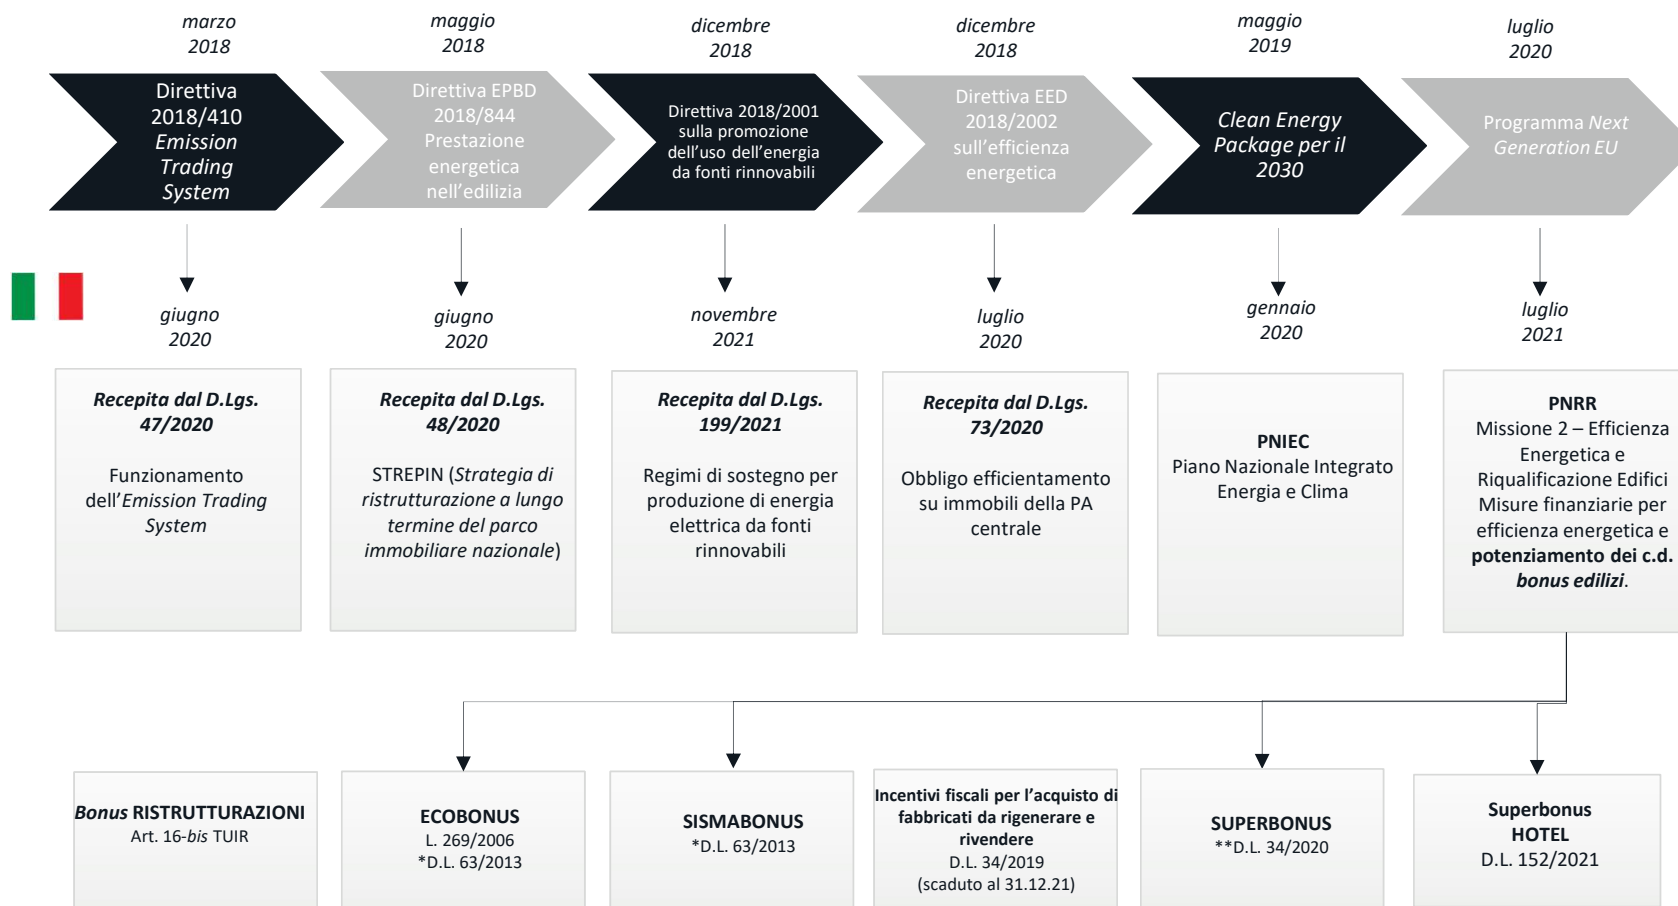 marzo
2018
maggio
2018
dicembre
2018
dicembre
2018
maggio
2019
luglio
2020
Direttiva
2018/410
Emission
Trading
System
Direttiva EPBD
2018/844
Prestazione
energetica
nell'edilizia
Direttiva 2018/2001
sulla promozione
dell'uso dell'energia
da fonti rinnovabili
Direttiva EED
2018/2002
sull'efficienza
energetica
Clean Energy
Package per il
2030
Programma Next
Generation EU
giugno
2020
giugno
2020
novembre
2021
luglio
2020
gennaio
2020
luglio
2021
Recepita dal D.Lgs.
47/2020
Funzionamento
dell'Emission Trading
System
Recepita dal D.Lgs.
48/2020
STREPIN (Strategia di
ristrutturazione a lungo
termine del parco
immobiliare nazionale)
Recepita dal D.Lgs.
199/2021
Regimi di sostegno per
produzione di energia
elettrica da fonti
rinnovabili
Recepita dal D.Lgs.
73/2020
Obbligo efficientamento
su immobili della PA
centrale
PNIEC
Piano Nazionale Integrato
Energia e Clima
PNRR
Missione 2 – Efficienza
Energetica e
Riqualificazione Edifici
Misure finanziarie per
efficienza energetica e
potenziamento dei c.d.
bonus edilizi.
Bonus RISTRUTTURAZIONI
Art. 16-bis TUIR
ECOBONUS
L. 269/2006
*D.L. 63/2013
SISMABONUS
*D.L. 63/2013
Incentivi fiscali per l'acquisto di
fabbricati da rigenerare e
rivendere
D.L. 34/2019
(scaduto al 31.12.21)
SUPERBONUS
**D.L. 34/2020
Superbonus
HOTEL
D.L. 152/2021